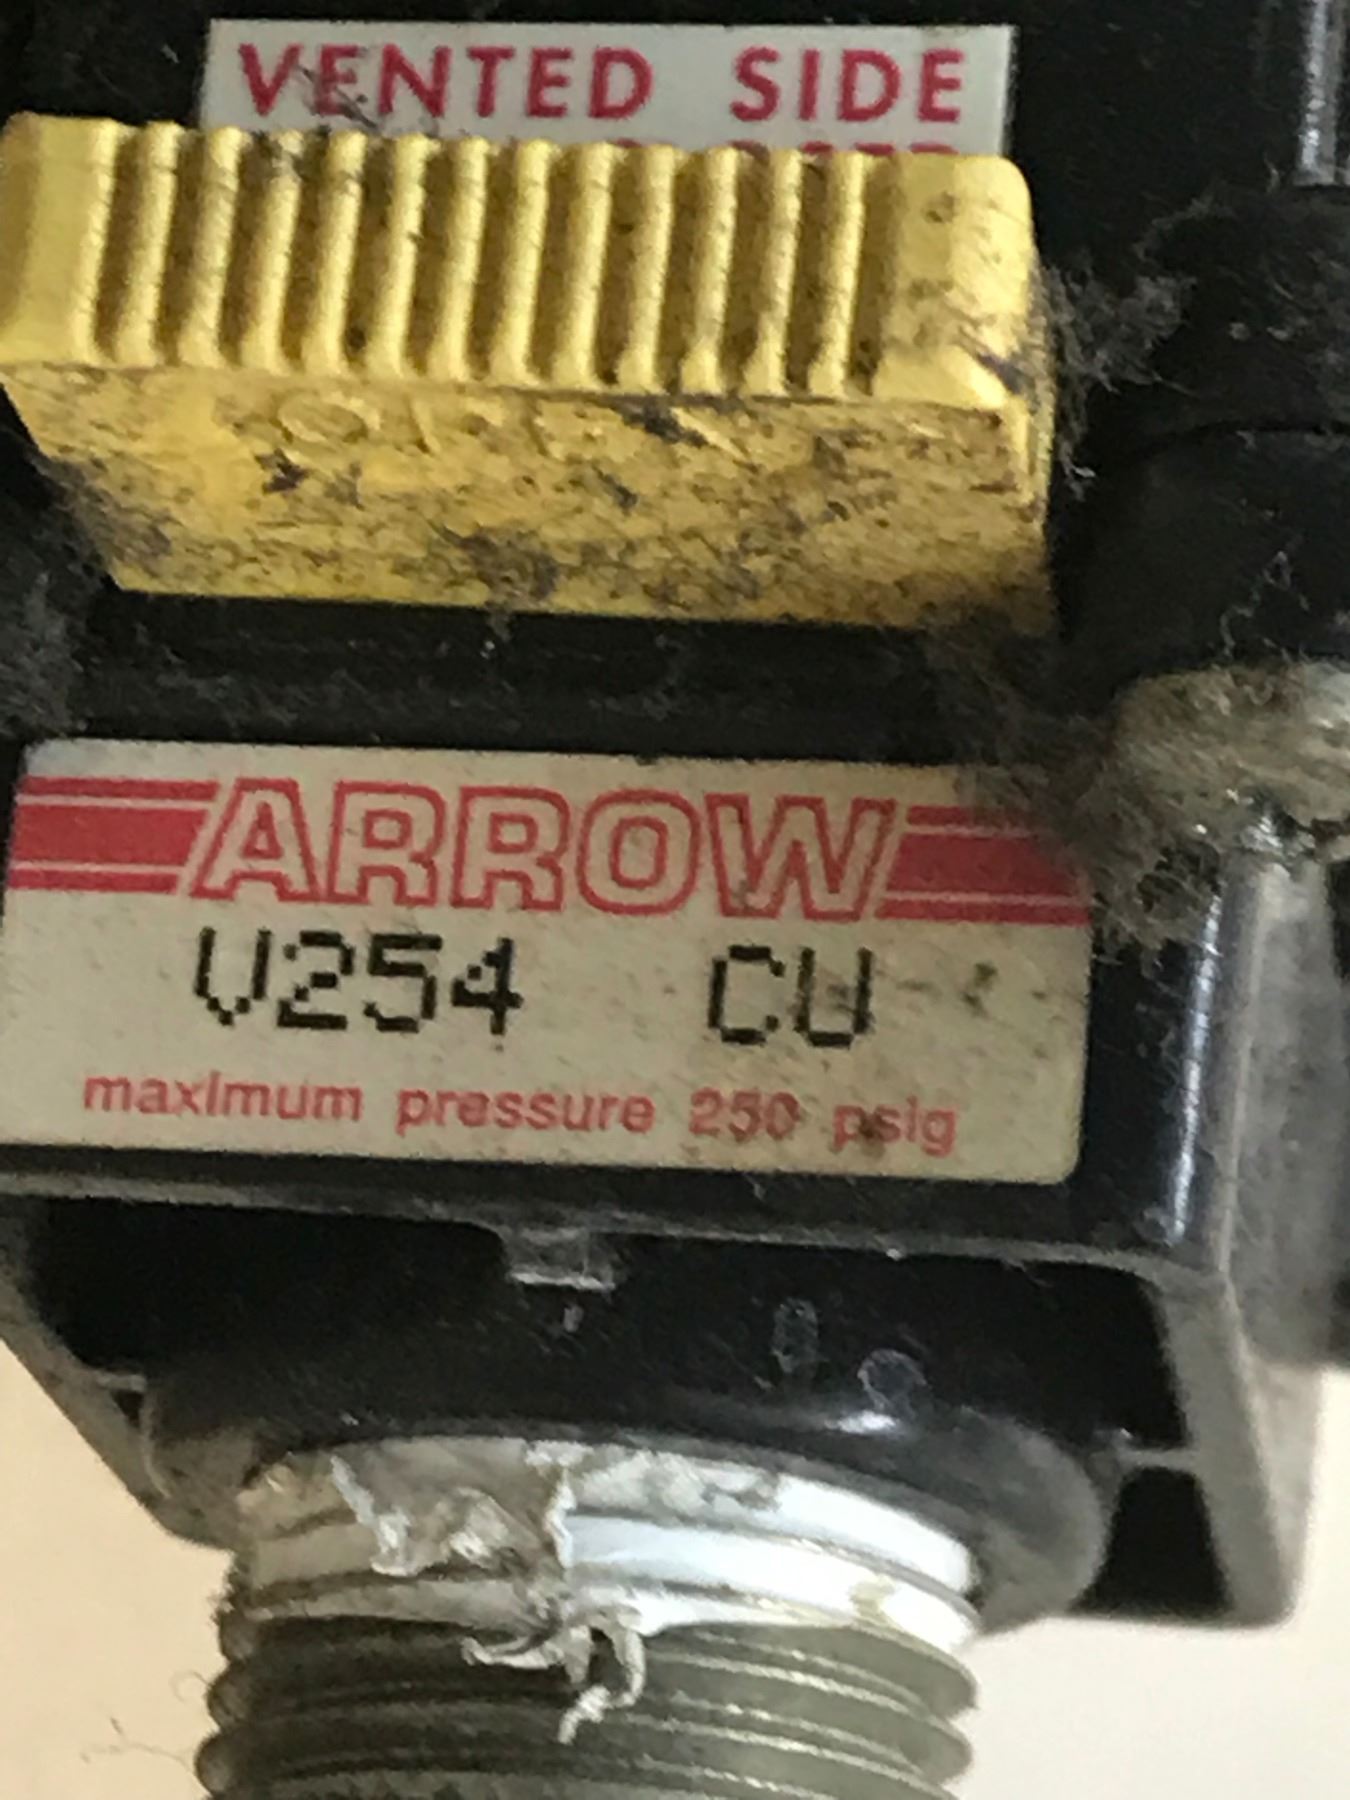 VENTED SIDE
ARROW
V254 CU
maximum pressure 250 psig